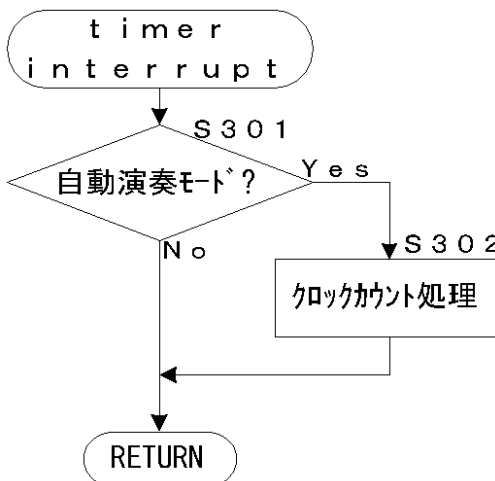 timer
interrupt
S301
自動演奏ﾓｰﾄﾞ?
Yes
No
S302
ｸﾛｯｸｶｳﾝﾄ処理
RETURN